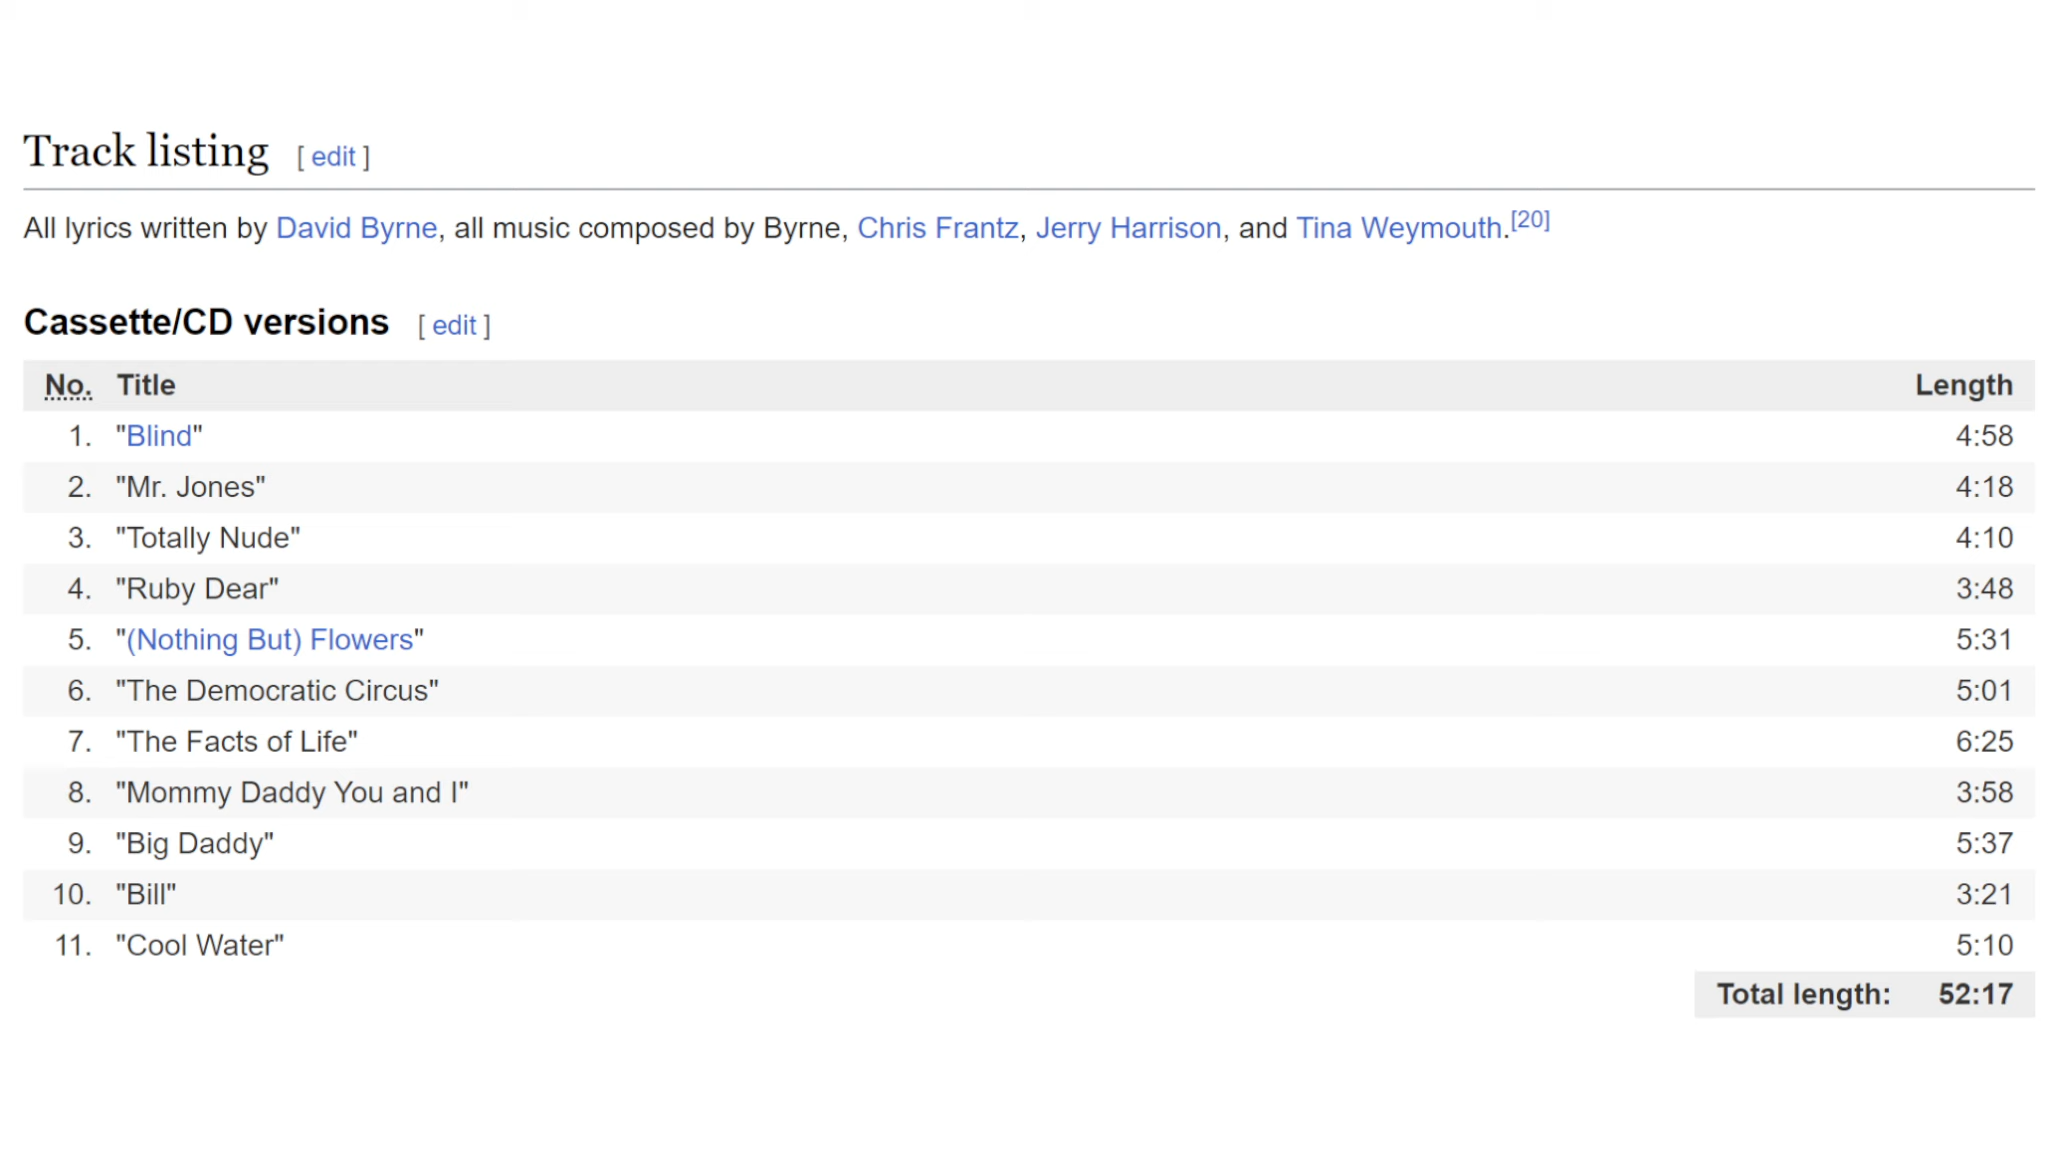 Track listing [ edit ]
All lyrics written by David Byrne, all music composed by Byrne, Chris Frantz, Jerry Harrison, and Tina Weymouth.[20]
Cassette/CD versions [ edit ]
No. Title Length
1. "Blind" 4:58
2. "Mr. Jones" 4:18
3. "Totally Nude" 4:10
4. "Ruby Dear" 3:48
5. "(Nothing But) Flowers" 5:31
6. "The Democratic Circus" 5:01
7. "The Facts of Life" 6:25
8. "Mommy Daddy You and I" 3:58
9. "Big Daddy" 5:37
10. "Bill" 3:21
11. "Cool Water" 5:10
Total length: 52:17